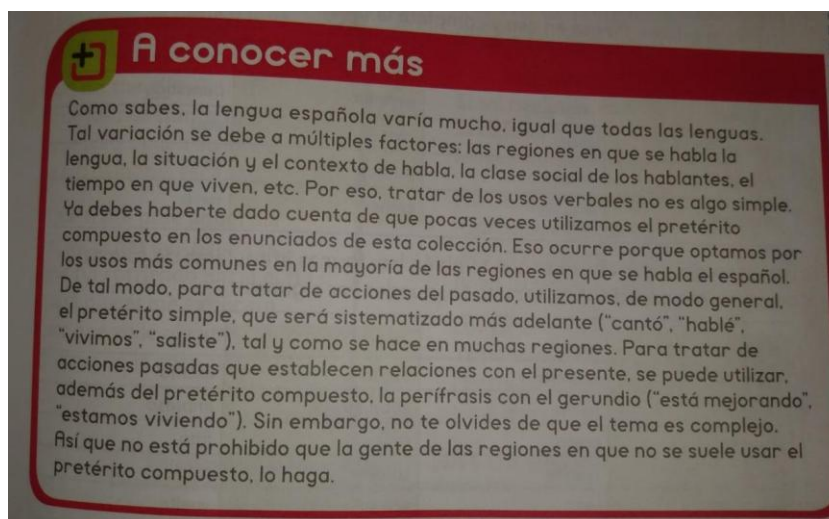 A conocer más
Como sabes, la lengua española varía mucho, igual que todas las lenguas.
Tal variación se debe a múltiples factores: las regiones en que se habla la
lengua, la situación y el contexto de habla, la clase social de los hablantes, el
tiempo en que viven, etc. Por eso, tratar de los usos verbales no es algo simple.
Ya debes haberte dado cuenta de que pocas veces utilizamos el pretérito
compuesto en los enunciados de esta colección. Eso ocurre porque optamos por
los usos más comunes en la mayoría de las regiones en que se habla el español.
De tal modo, para tratar de acciones del pasado, utilizamos, de modo general,
el pretérito simple, que será sistematizado más adelante ("cantó", "hablé",
"vivimos", "saliste"), tal y como se hace en muchas regiones. Para tratar de
acciones pasadas que establecen relaciones con el presente, se puede utilizar,
además del pretérito compuesto, la perífrasis con el gerundio ("está mejorando",
"estamos viviendo"). Sin embargo, no te olvides de que el tema es complejo.
Así que no está prohibido que la gente de las regiones en que no se suele usar el
pretérito compuesto, lo haga.